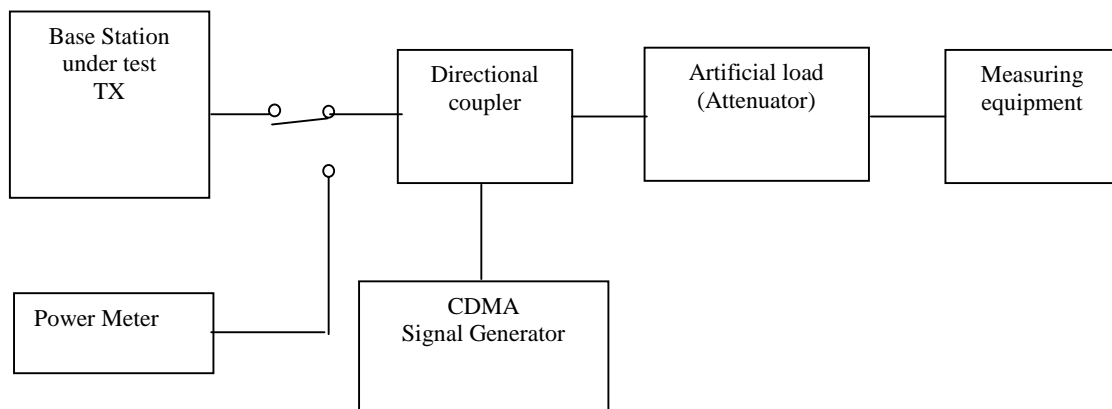 Base Station
under test
TX
Directional
coupler
Artificial load
(Attenuator)
Measuring
equipment
Power Meter
CDMA
Signal Generator